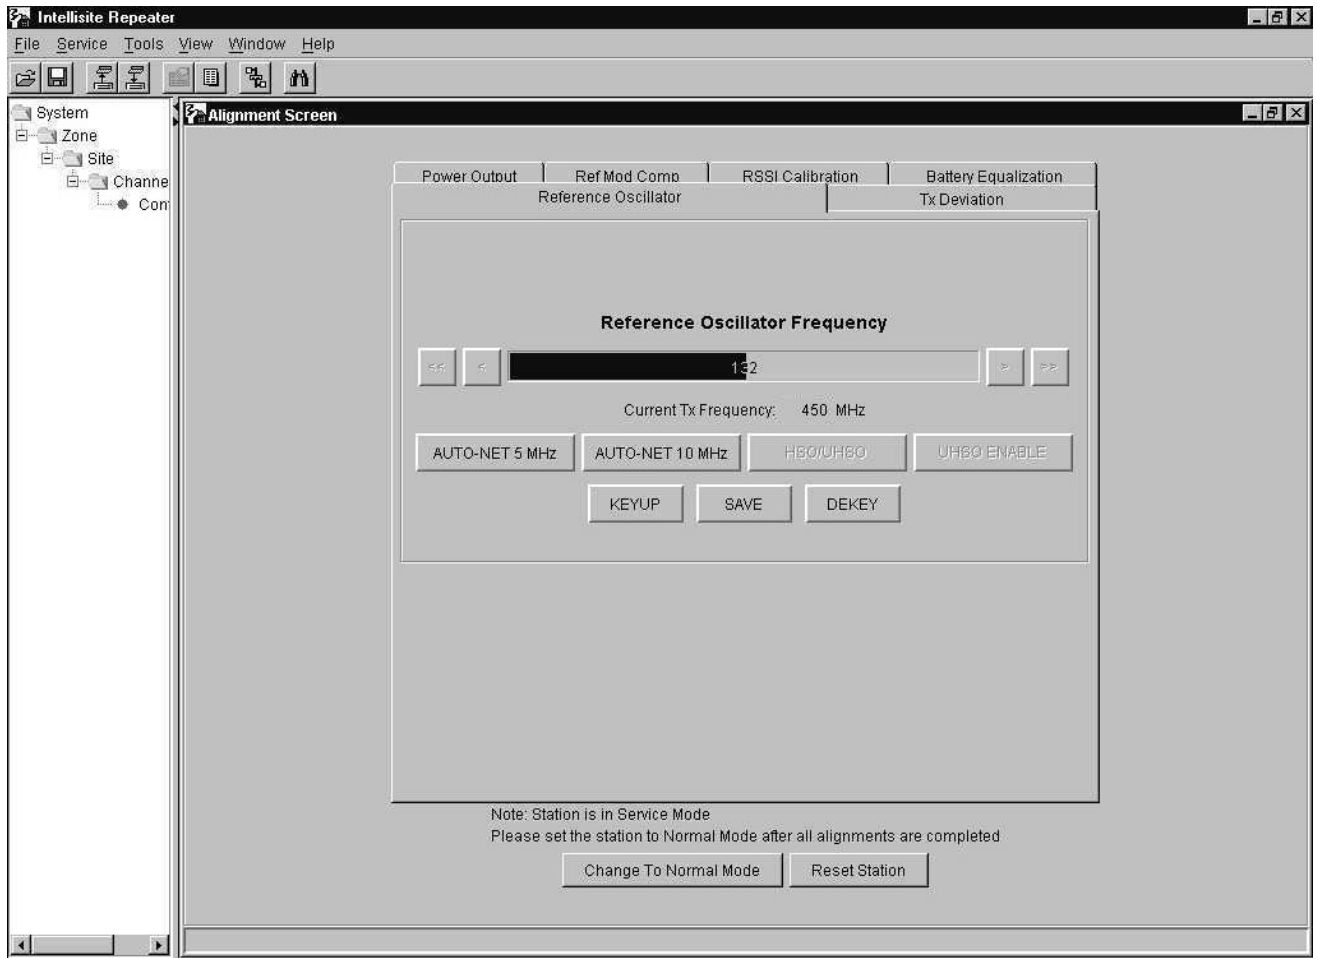 Intellisite Repeater
File Service Tools View Window Help
System
Zone
Site
Channe
Con
Alignment Screen
Power Output Ref Mod Comp RSSI Calibration Battery Equalization
Reference Oscillator Tx Deviation
Reference Oscillator Frequency
<< < 132 > >>
Current Tx Frequency: 450 MHz
AUTO-NET 5 MHz AUTO-NET 10 MHz HSO/UHSO UHSO ENABLE
KEYUP SAVE DEKEY
Note: Station is in Service Mode
Please set the station to Normal Mode after all alignments are completed
Change To Normal Mode Reset Station